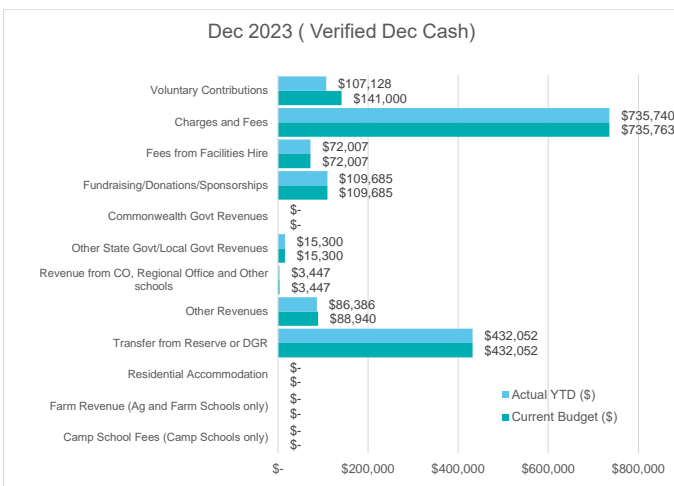 Dec 2023 ( Verified Dec Cash)
Voluntary Contributions
$107,128
$141,000
Charges and Fees
$735,740
$735,763
Fees from Facilities Hire
$72,007
$72,007
Fundraising/Donations/Sponsorships
$109,685
$109,685
Commonwealth Govt Revenues
$-
$-
Other State Govt/Local Govt Revenues
$15,300
$15,300
Revenue from CO, Regional Office and Other
schools
$3,447
$3,447
Other Revenues
$86,386
$88,940
Transfer from Reserve or DGR
$432,052
$432,052
Residential Accommodation
$-
$-
Farm Revenue (Ag and Farm Schools only)
$-
$-
Camp School Fees (Camp Schools only)
$-
$-
Actual YTD ($)
Current Budget ($)
$- $200,000 $400,000 $600,000 $800,000